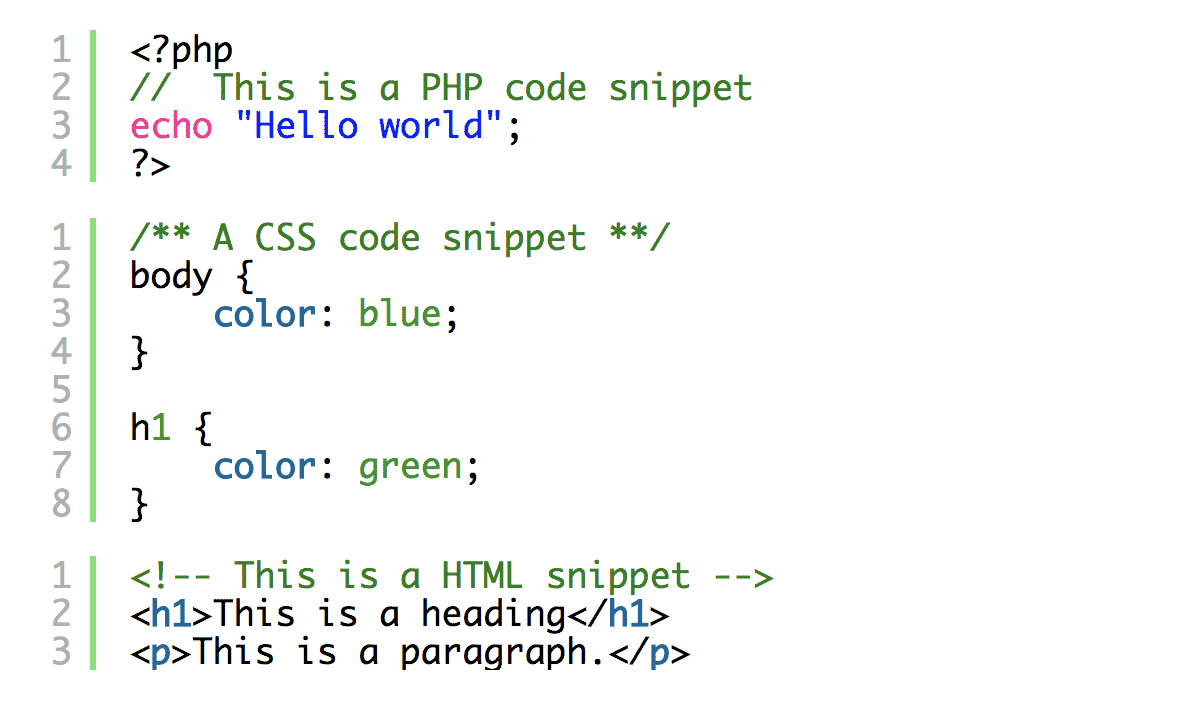 1 <?php
2 //  This is a PHP code snippet
3 echo "Hello world";
4 ?>
1 /** A CSS code snippet **/
2 body {
3     color: blue;
4 }
5
6 h1 {
7     color: green;
8 }
1 <!-- This is a HTML snippet -->
2 <h1>This is a heading</h1>
3 <p>This is a paragraph.</p>